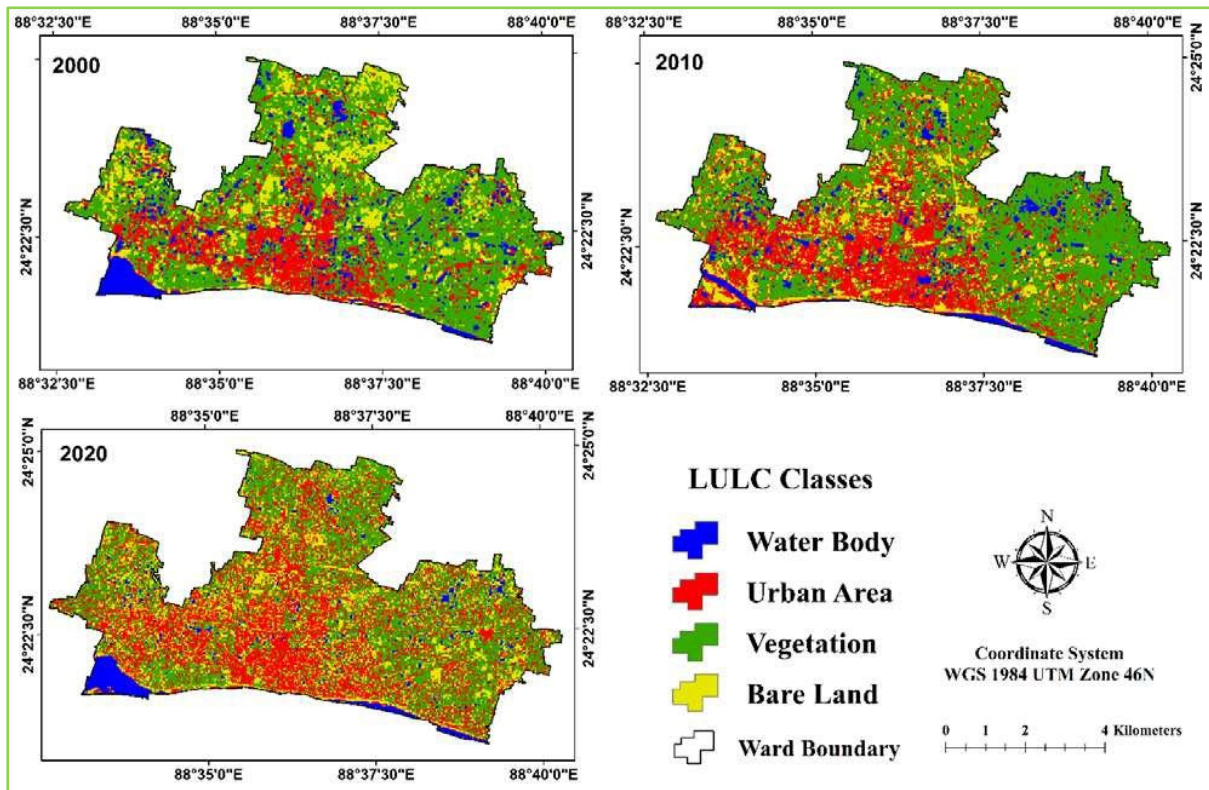 88°32'30"E 88°35'0"E 88°37'30"E 88°40'0"E
2000
24°22'30"N
24°22'30"N
88°32'30"E 88°35'0"E 88°37'30"E 88°40'0"E
88°32'30"E 88°35'0"E 88°37'30"E 88°40'0"E
2010
24°25'0"N
24°22'30"N
24°22'30"N
88°32'30"E 88°35'0"E 88°37'30"E 88°40'0"E
88°35'0"E 88°37'30"E 88°40'0"E
2020
24°25'0"N
24°25'0"N
24°22'30"N
24°22'30"N
88°35'0"E 88°37'30"E 88°40'0"E
LULC Classes
Water Body
Urban Area
Vegetation
Bare Land
Ward Boundary
N
W E
S
Coordinate System
WGS 1984 UTM Zone 46N
0 1 2 4 Kilometers